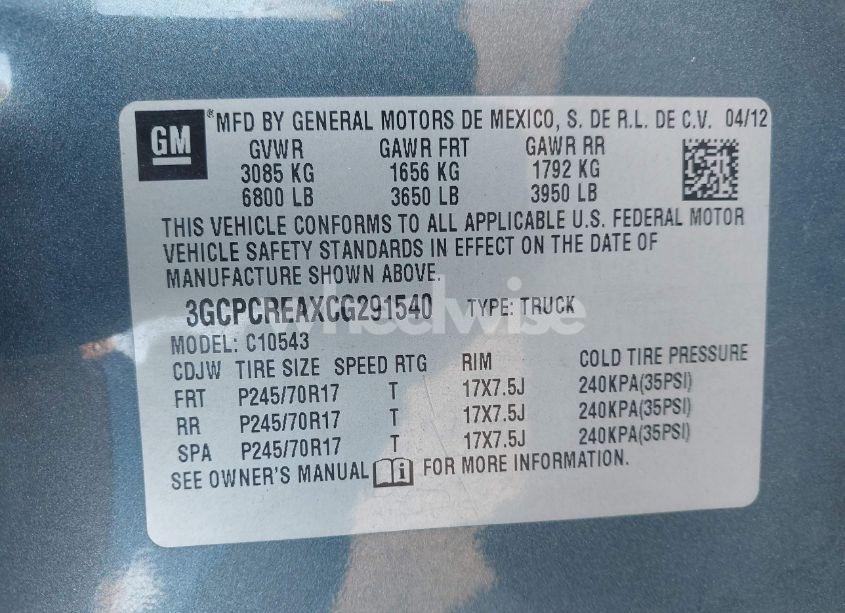 GM
® MFD BY GENERAL MOTORS DE MEXICO, S. DE R.L. DE C.V. 04/12
GVWR GAWR FRT GAWR RR
3085 KG 1656 KG 1792 KG
6800 LB 3650 LB 3950 LB
THIS VEHICLE CONFORMS TO ALL APPLICABLE U.S. FEDERAL MOTOR
VEHICLE SAFETY STANDARDS IN EFFECT ON THE DATE OF
MANUFACTURE SHOWN ABOVE.
3GCPCREAXCG291540 TYPE: TRUCK
wheelwise
MODEL: C10543
CDJW TIRE SIZE SPEED RTG RIM COLD TIRE PRESSURE
FRT P245/70R17 T 17X7.5J 240KPA(35PSI)
RR P245/70R17 T 17X7.5J 240KPA(35PSI)
SPA P245/70R17 T 17X7.5J 240KPA(35PSI)
SEE OWNER'S MANUAL i FOR MORE INFORMATION.